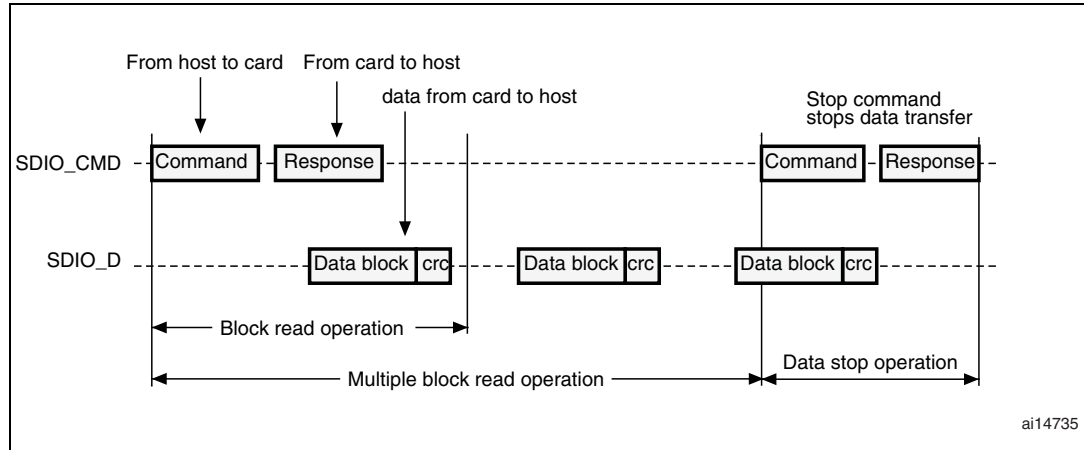 From host to card
From card to host
data from card to host
Stop command
stops data transfer
SDIO_CMD
Command
Response
Command
Response
SDIO_D
Data block
crc
Data block
crc
Data block
crc
Block read operation
Data stop operation
Multiple block read operation
ai14735